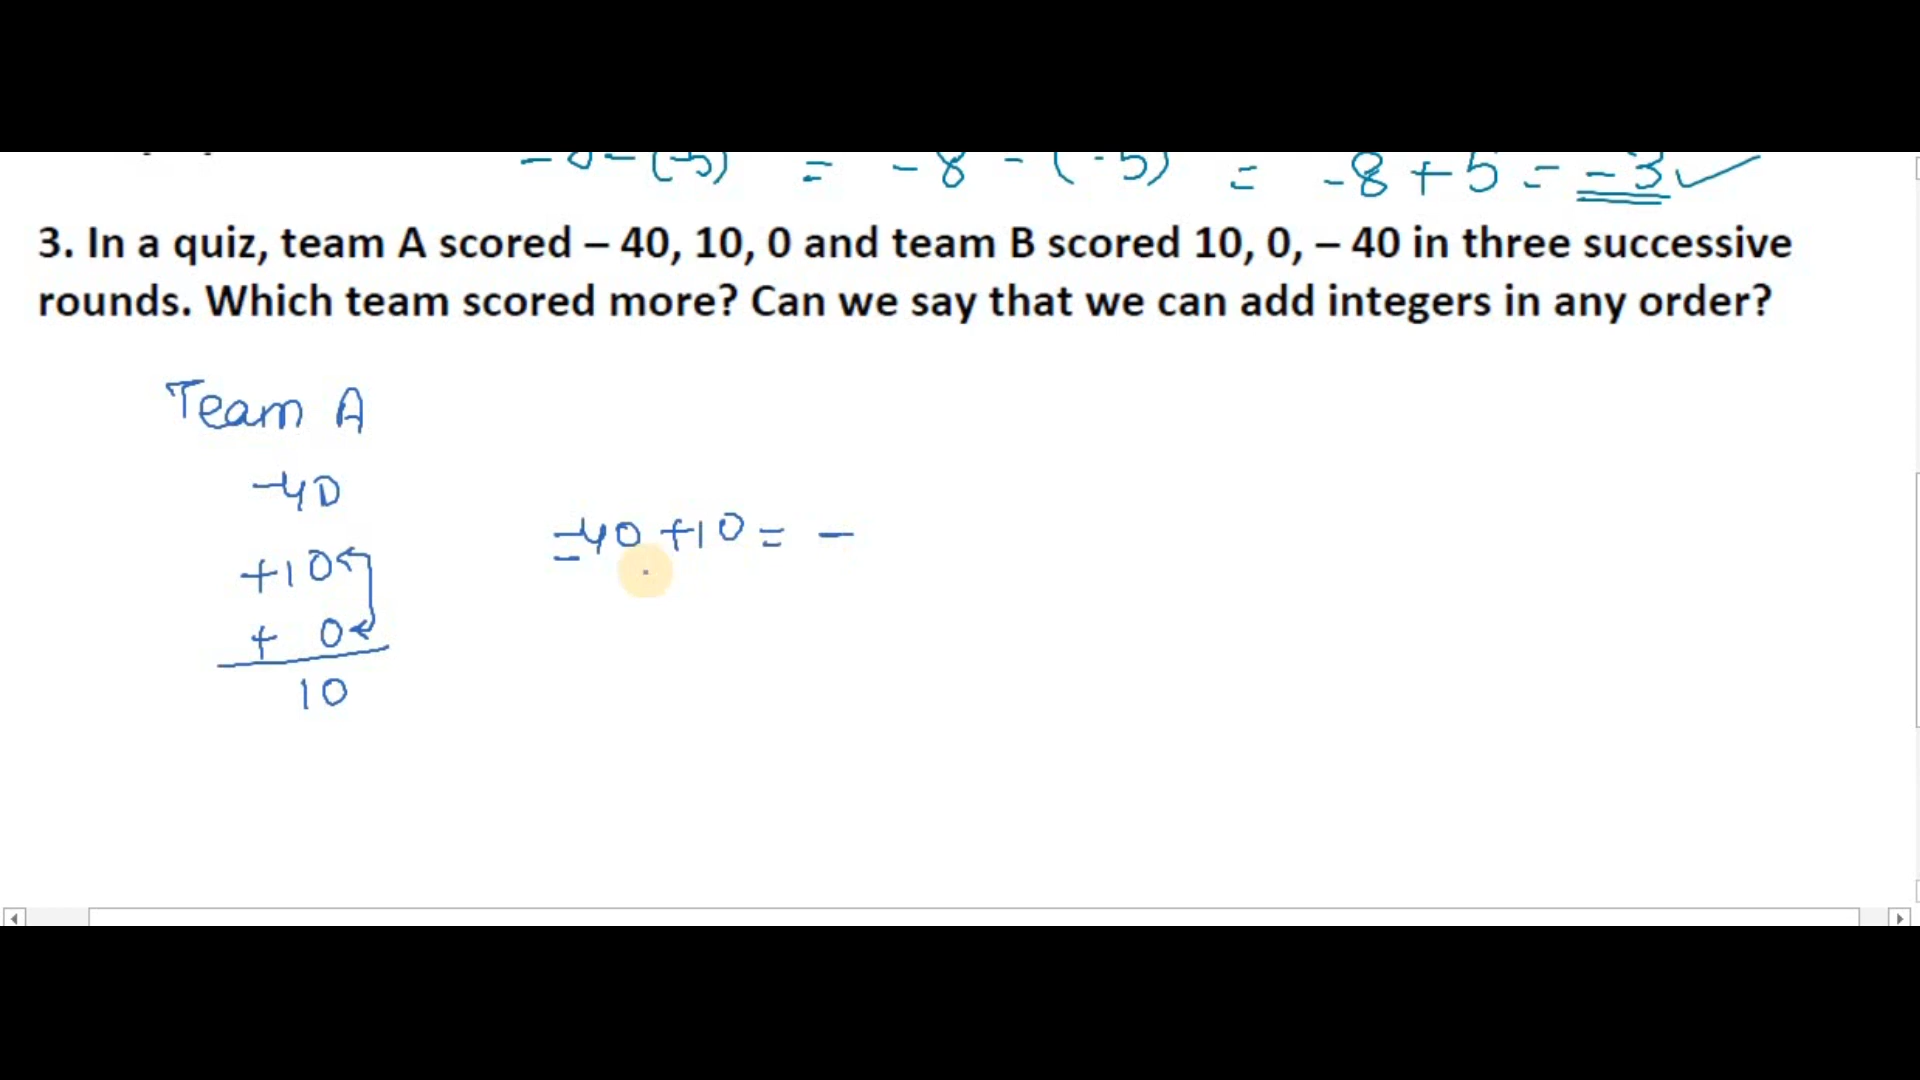 -8-(-5) = -8 - (-5) = -8 + 5 = -3 ✓
3. In a quiz, team A scored – 40, 10, 0 and team B scored 10, 0, – 40 in three successive
rounds. Which team scored more? Can we say that we can add integers in any order?
Team A
-40
=-40 +10 = -
+10
+ 0
10